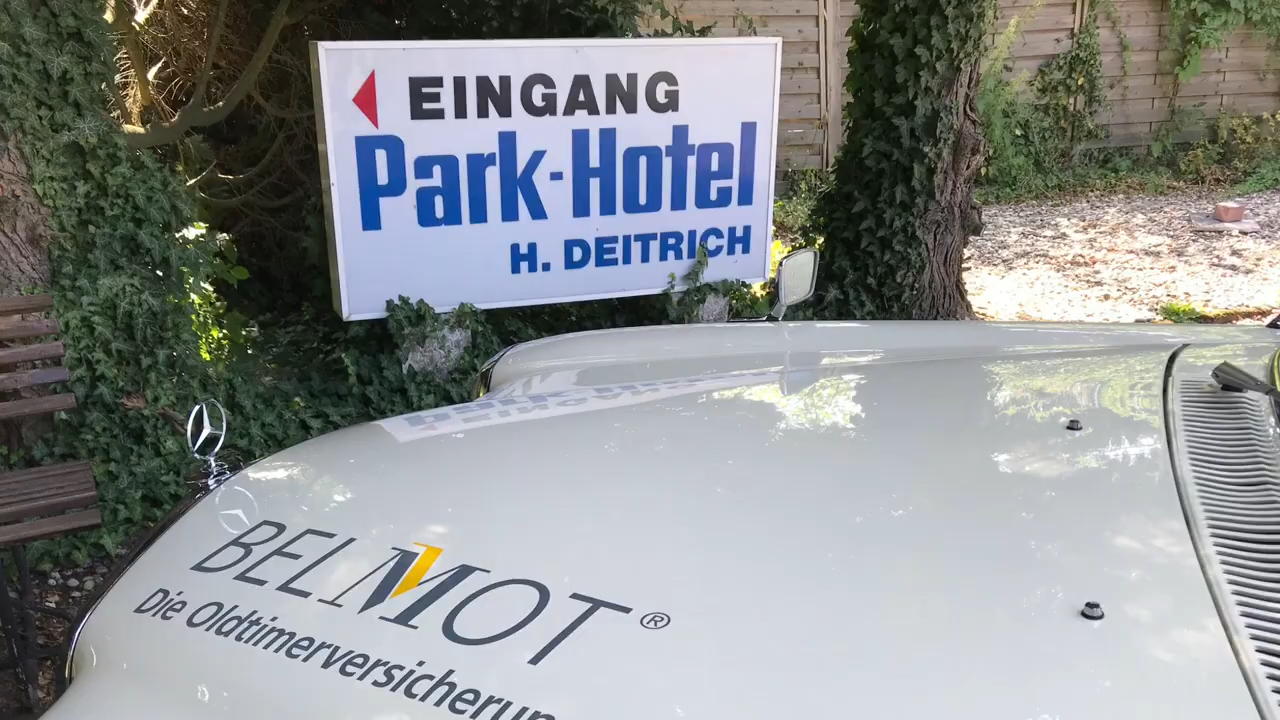 EINGANG
Park-Hotel
H. DEITRICH
BELMOT®
Die Oldtimerversicherun